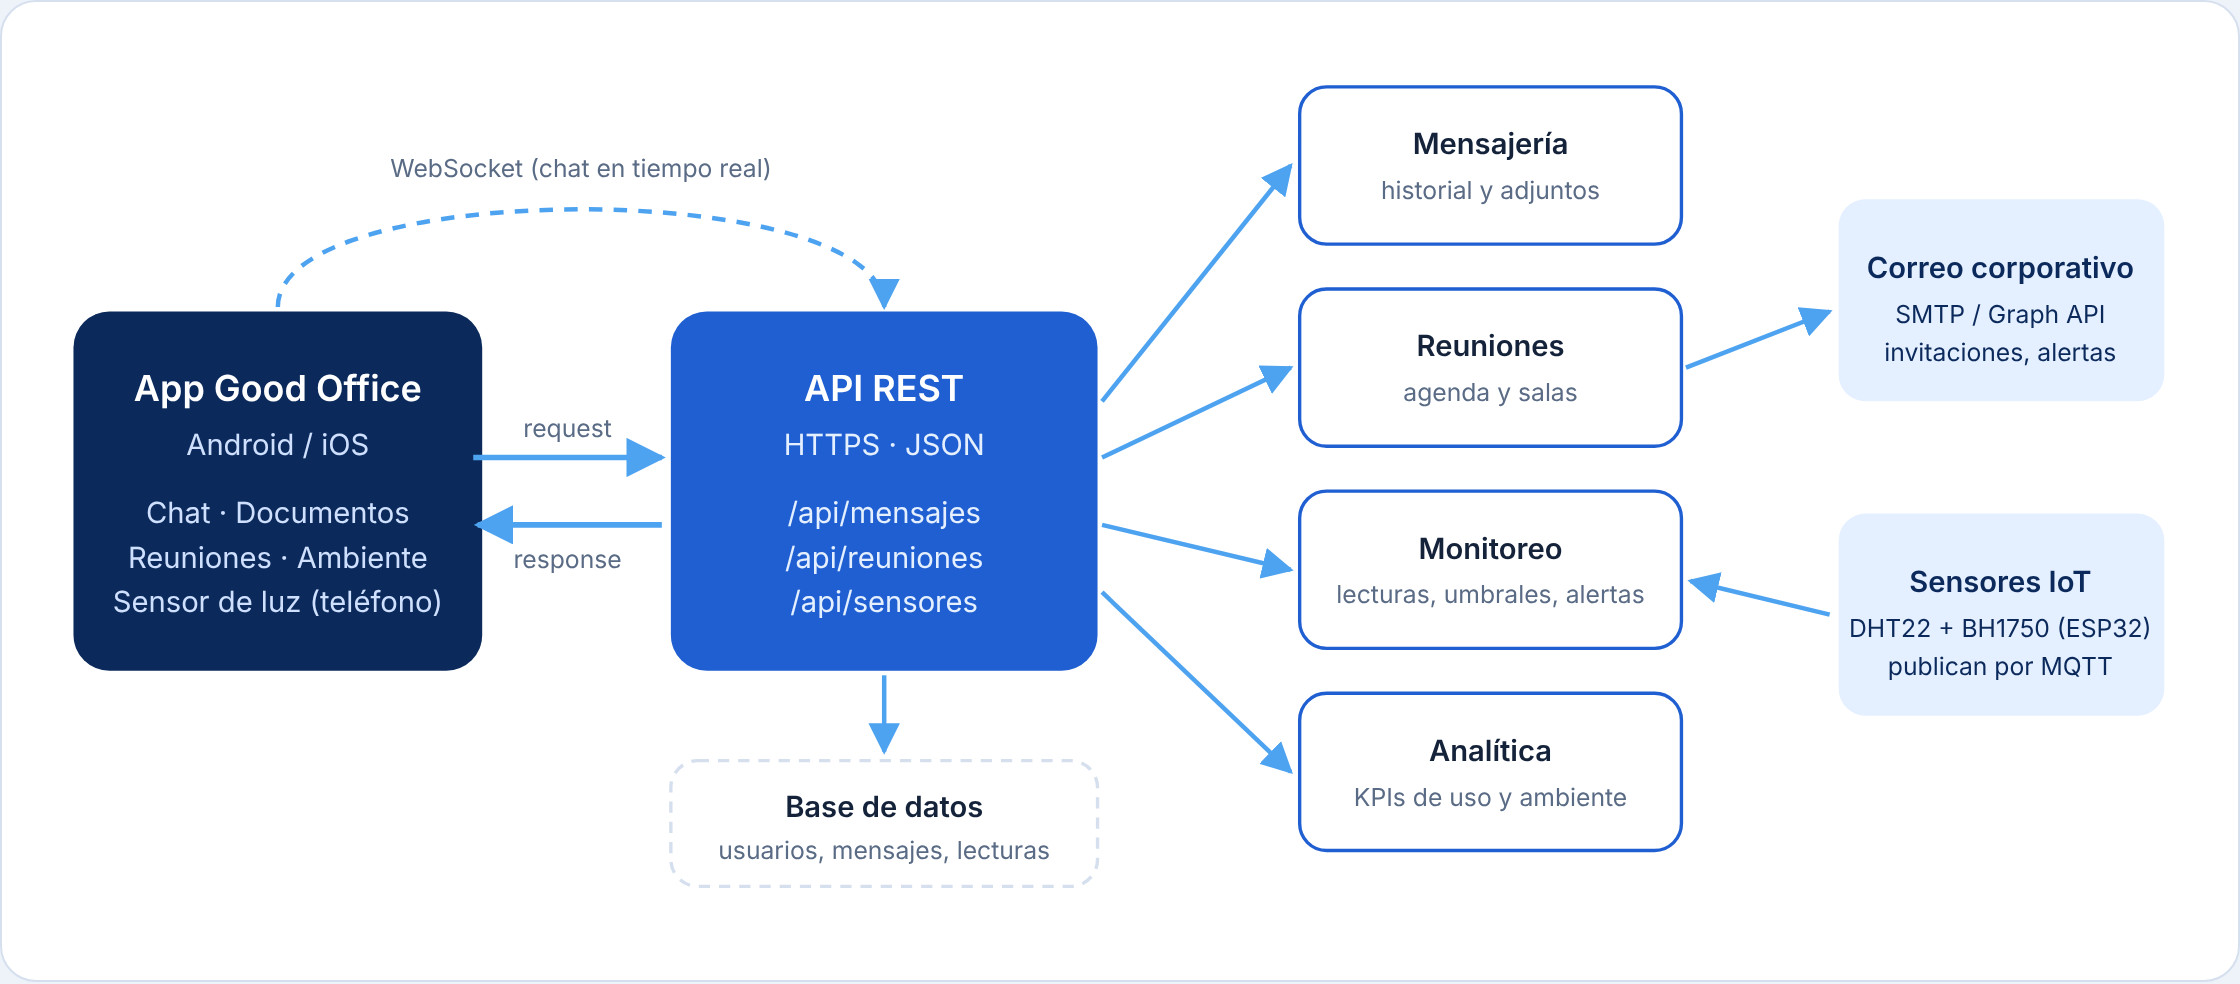 WebSocket (chat en tiempo real)
App Good Office
Android / iOS
Chat · Documentos
Reuniones · Ambiente
Sensor de luz (teléfono)
request
response
API REST
HTTPS · JSON
/api/mensajes
/api/reuniones
/api/sensores
Base de datos
usuarios, mensajes, lecturas
Mensajería
historial y adjuntos
Reuniones
agenda y salas
Monitoreo
lecturas, umbrales, alertas
Analítica
KPIs de uso y ambiente
Correo corporativo
SMTP / Graph API
invitaciones, alertas
Sensores IoT
DHT22 + BH1750 (ESP32)
publican por MQTT